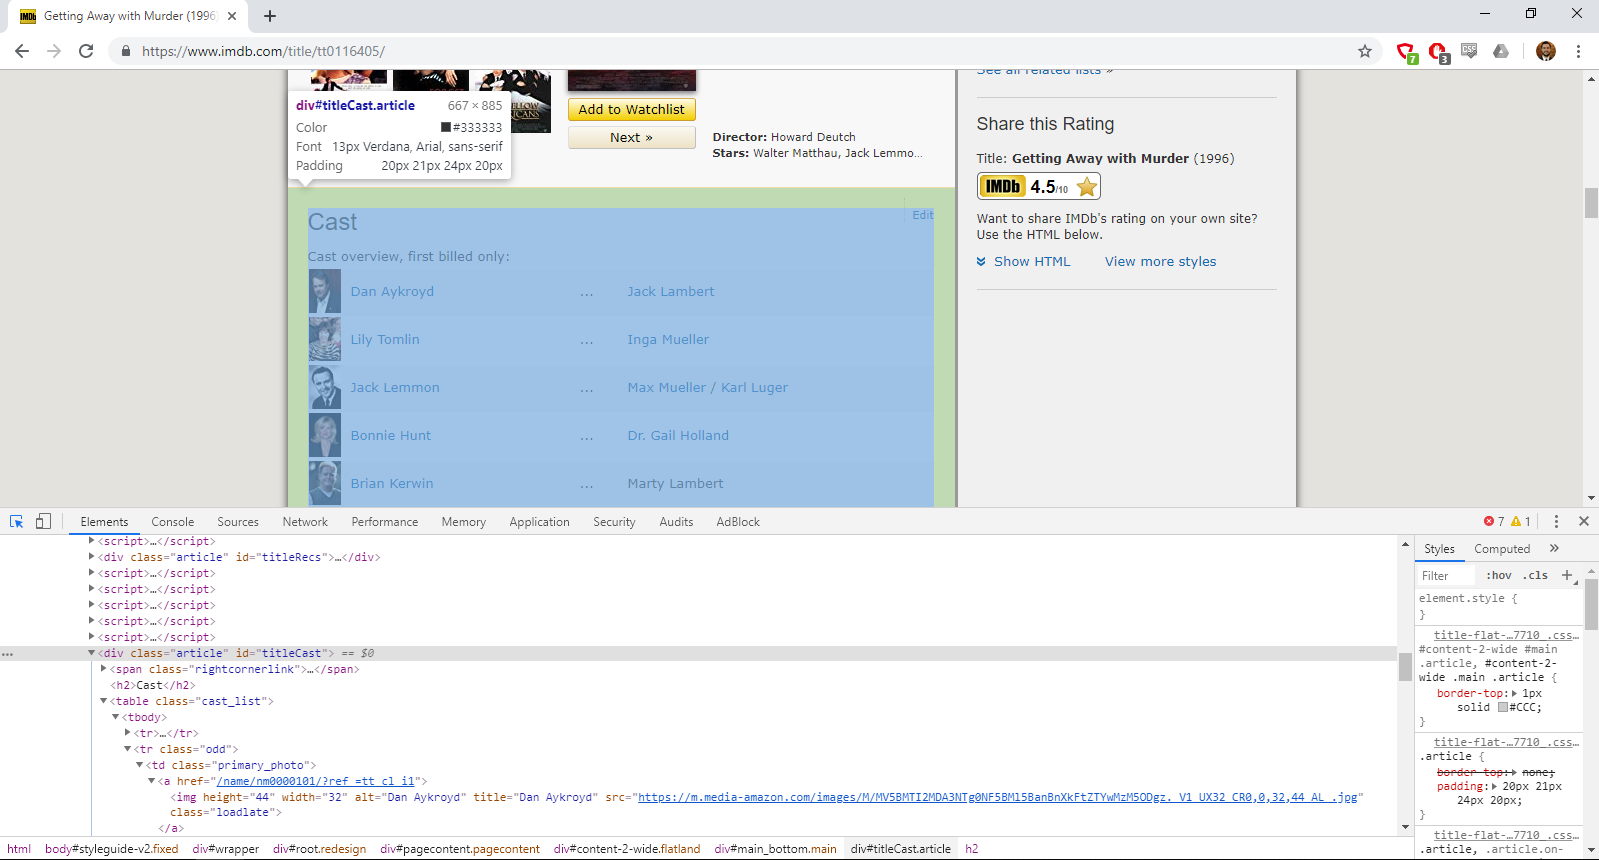 IMDb Getting Away with Murder (1996)
https://www.imdb.com/title/tt0116405/
7
3
CSS
See all related lists »
div#titleCast.article 667 × 885
Color #333333
Font 13px Verdana, Arial, sans-serif
Padding 20px 21px 24px 20px
Add to Watchlist
Next »
Director: Howard Deutch
Stars: Walter Matthau, Jack Lemmo...
Share this Rating
Title: Getting Away with Murder (1996)
IMDb 4.5/10
Want to share IMDb's rating on your own site?
Use the HTML below.
Show HTML View more styles
Cast
Edit
Cast overview, first billed only:
Dan Aykroyd ... Jack Lambert
Lily Tomlin ... Inga Mueller
Jack Lemmon ... Max Mueller / Karl Luger
Bonnie Hunt ... Dr. Gail Holland
Brian Kerwin ... Marty Lambert
Elements Console Sources Network Performance Memory Application Security Audits AdBlock 7 1
<script>…</script>
<div class="article" id="titleRecs">…</div>
<script>…</script>
<script>…</script>
<script>…</script>
<script>…</script>
<script>…</script>
… <div class="article" id="titleCast"> == $0
<span class="rightcornerlink">…</span>
<h2>Cast</h2>
<table class="cast_list">
<tbody>
<tr>…</tr>
<tr class="odd">
<td class="primary_photo">
<a href="/name/nm0000101/?ref_=tt_cl_i1">
<img height="44" width="32" alt="Dan Aykroyd" title="Dan Aykroyd" src="https://m.media-amazon.com/images/M/MV5BMTI2MDA3NTg0NF5BMl5BanBnXkFtZTYwMzM5ODgz._V1_UX32_CR0,0,32,44_AL_.jpg"
class="loadlate">
</a>
Styles Computed »
Filter :hov .cls +
element.style {
}
title-flat-…7710_.css…
#content-2-wide #main
.article, #content-2-
wide .main .article {
border-top: 1px
solid #CCC;
}
title-flat-…7710_.css…
.article {
border-top: none;
padding: 20px 21px
24px 20px;
}
title-flat-…7710_.css…
.article, .article.on-
html body#styleguide-v2.fixed div#wrapper div#root.redesign div#pagecontent.pagecontent div#content-2-wide.flatland div#main_bottom.main div#titleCast.article h2